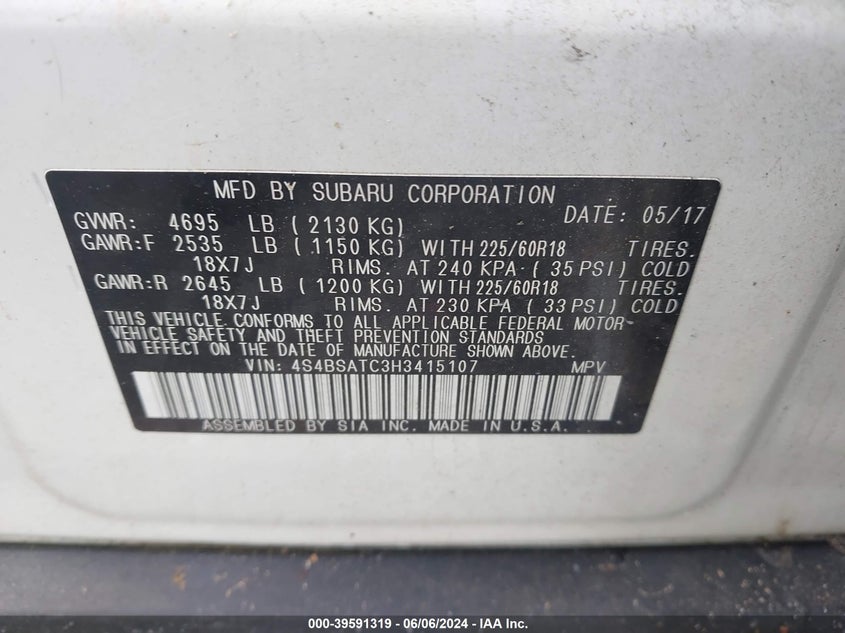 MFD BY SUBARU CORPORATION
DATE: 05/17
GVWR: 4695 LB ( 2130 KG)
GAWR:F 2535 LB ( 1150 KG) WITH 225/60R18 TIRES.
18X7J RIMS. AT 240 KPA ( 35 PSI) COLD
GAWR:R 2645 LB ( 1200 KG) WITH 225/60R18 TIRES.
18X7J RIMS. AT 230 KPA ( 33 PSI) COLD
THIS VEHICLE CONFORMS TO ALL APPLICABLE FEDERAL MOTOR-
VEHICLE SAFETY AND THEFT PREVENTION STANDARDS
IN EFFECT ON THE DATE OF MANUFACTURE SHOWN ABOVE.
VIN: 4S4BSATC3H3415107 MPV
ASSEMBLED BY SIA INC. MADE IN U.S.A.
000-39591319 - 06/06/2024 - IAA Inc.